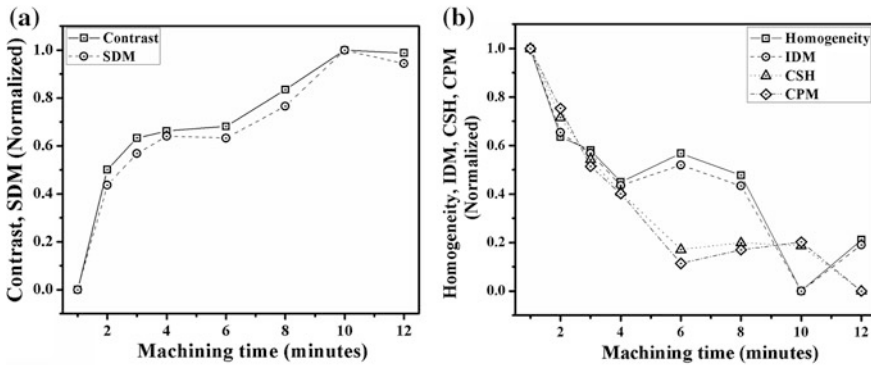 (a)
Contrast
SDM
Contrast, SDM (Normalized)
1.0
0.8
0.6
0.4
0.2
0.0
2 4 6 8 10 12
Machining time (minutes)
(b)
Homogeneity
IDM
CSH
CPM
Homogeneity, IDM, CSH, CPM
(Normalized)
1.0
0.8
0.6
0.4
0.2
0.0
2 4 6 8 10 12
Machining time (minutes)